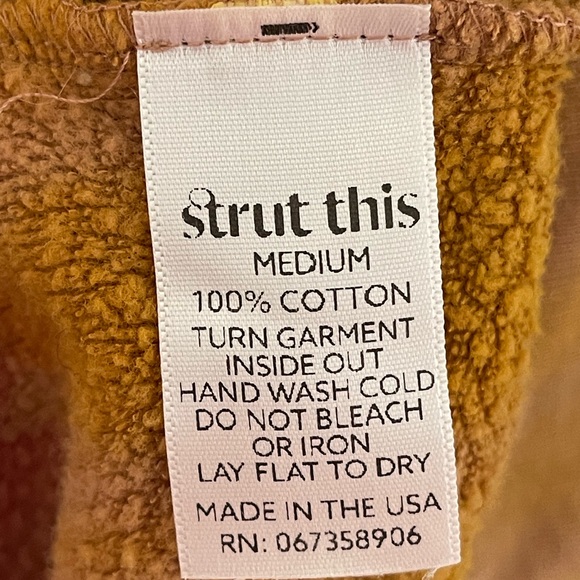 strut this
MEDIUM
100% COTTON
TURN GARMENT
INSIDE OUT
HAND WASH COLD
DO NOT BLEACH
OR IRON
LAY FLAT TO DRY
MADE IN THE USA
RN: 067358906